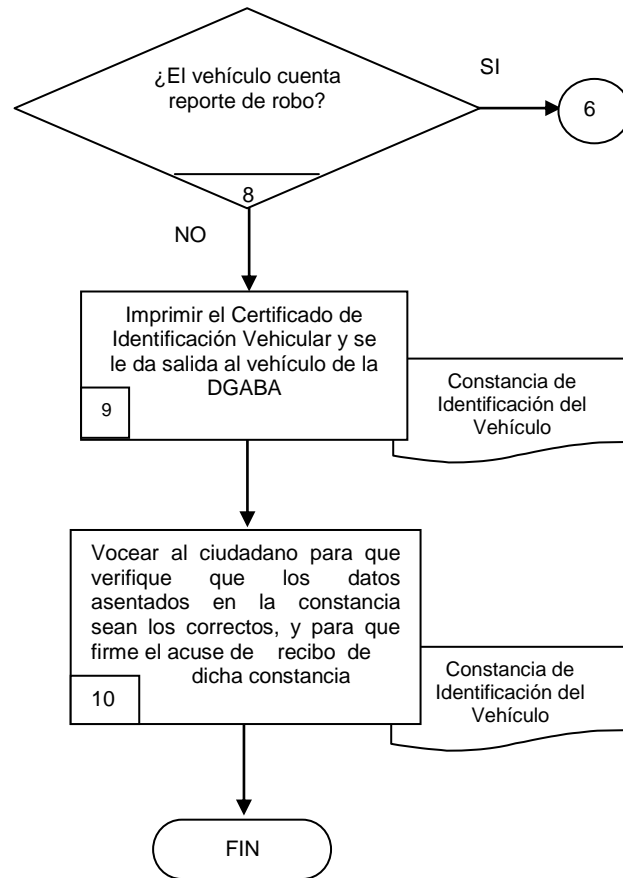 ¿El vehículo cuenta
reporte de robo?
SI
6
8
NO
Imprimir el Certificado de
Identificación Vehicular y se
le da salida al vehículo de la
DGABA
9
Constancia de
Identificación del
Vehículo
Vocear al ciudadano para que
verifique que los datos
asentados en la constancia
sean los correctos, y para que
firme el acuse de recibo de
dicha constancia
10
Constancia de
Identificación del
Vehículo
FIN